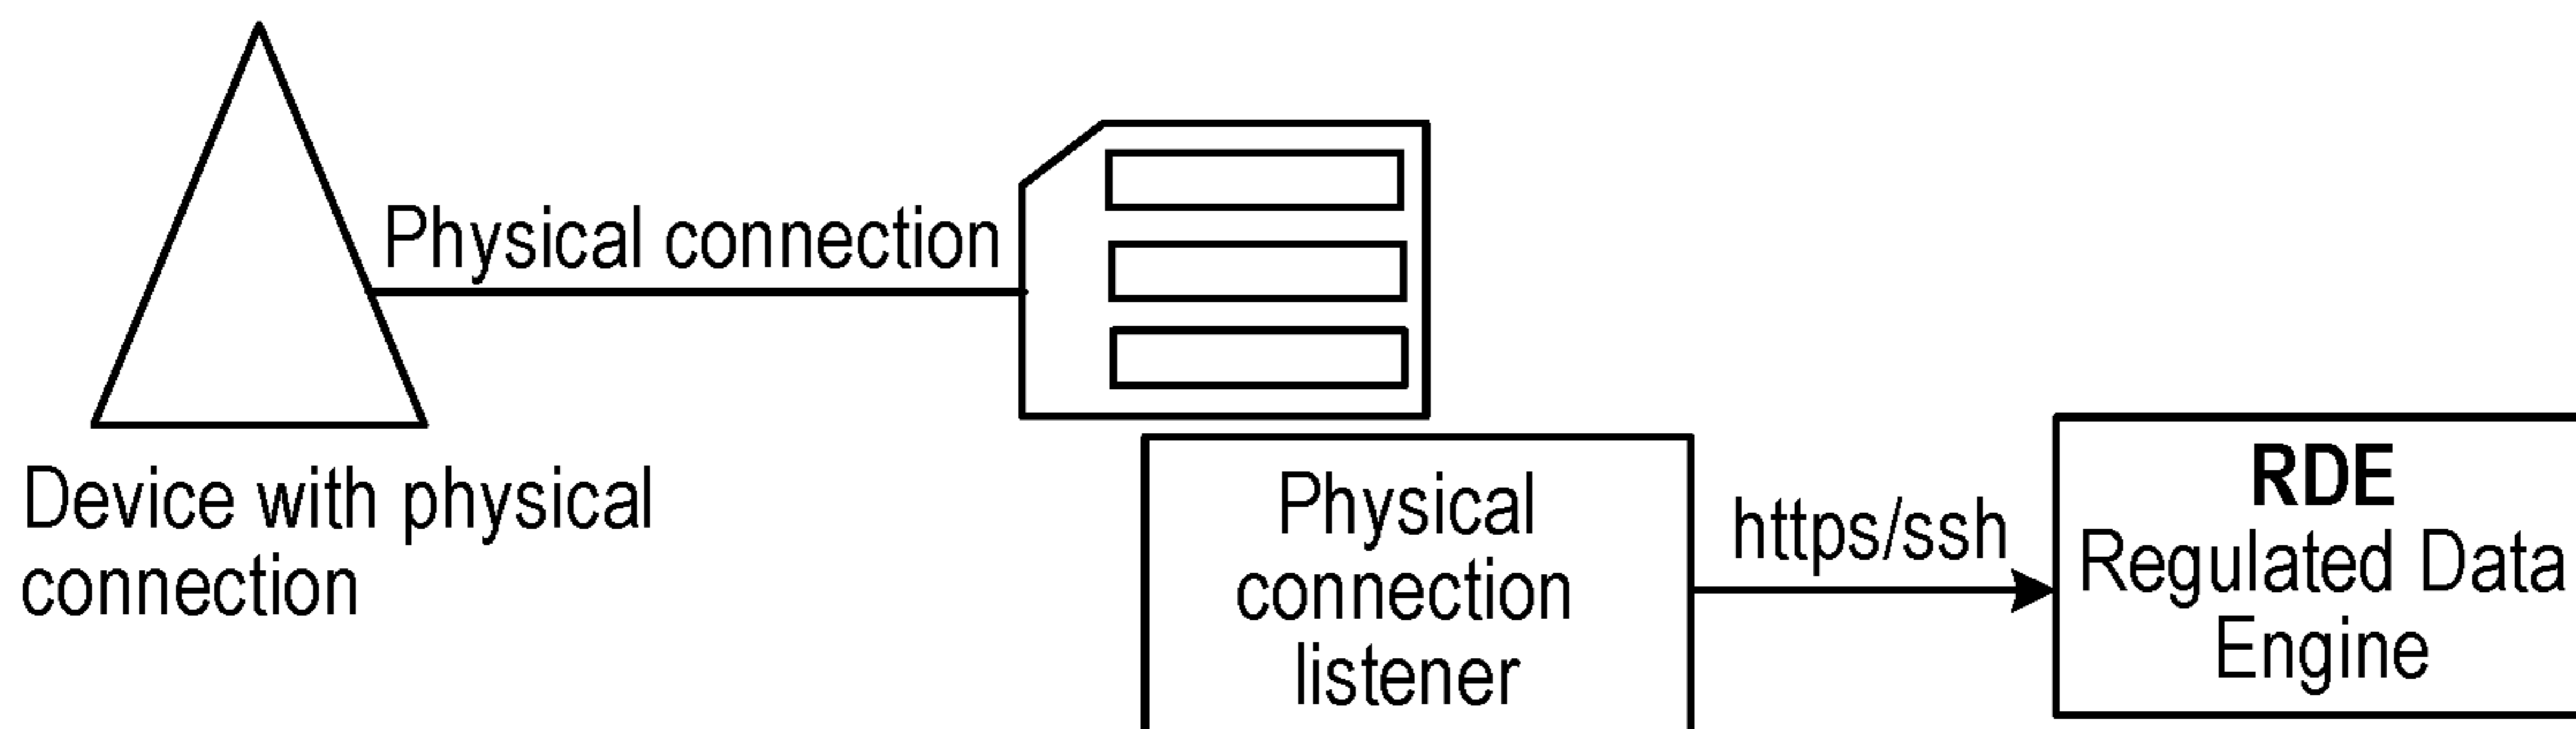 Physical connection
Device with physical
connection
Physical
connection
listener
https/ssh
RDE
Regulated Data
Engine